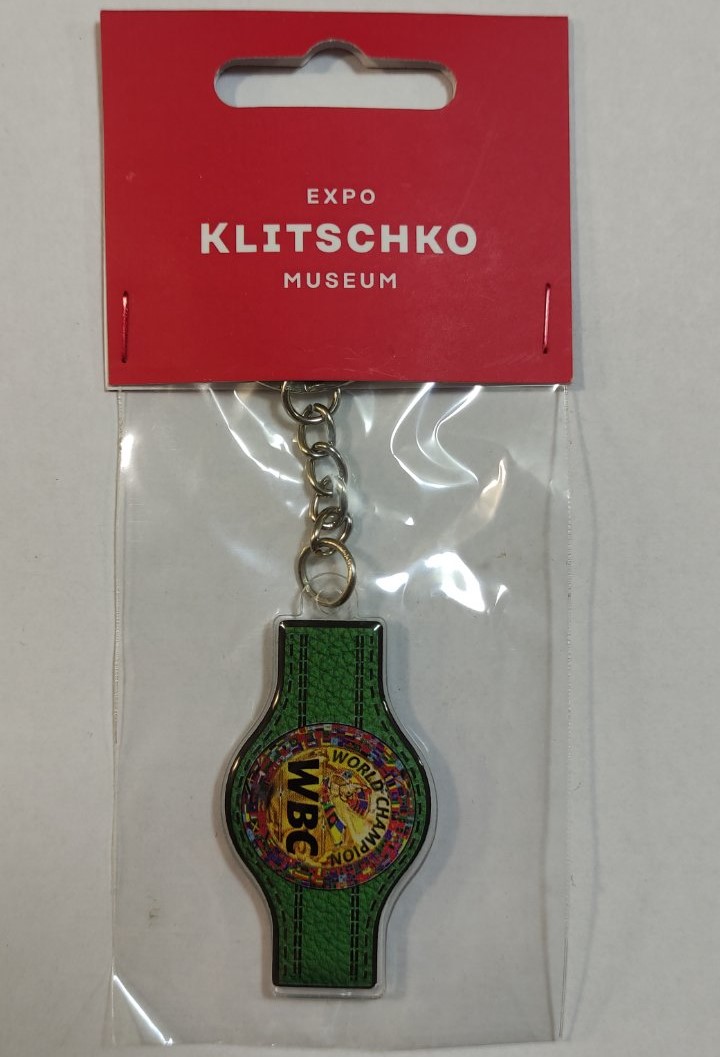 EXPO
KLITSCHKO
MUSEUM
WORLD CHAMPION
WBC